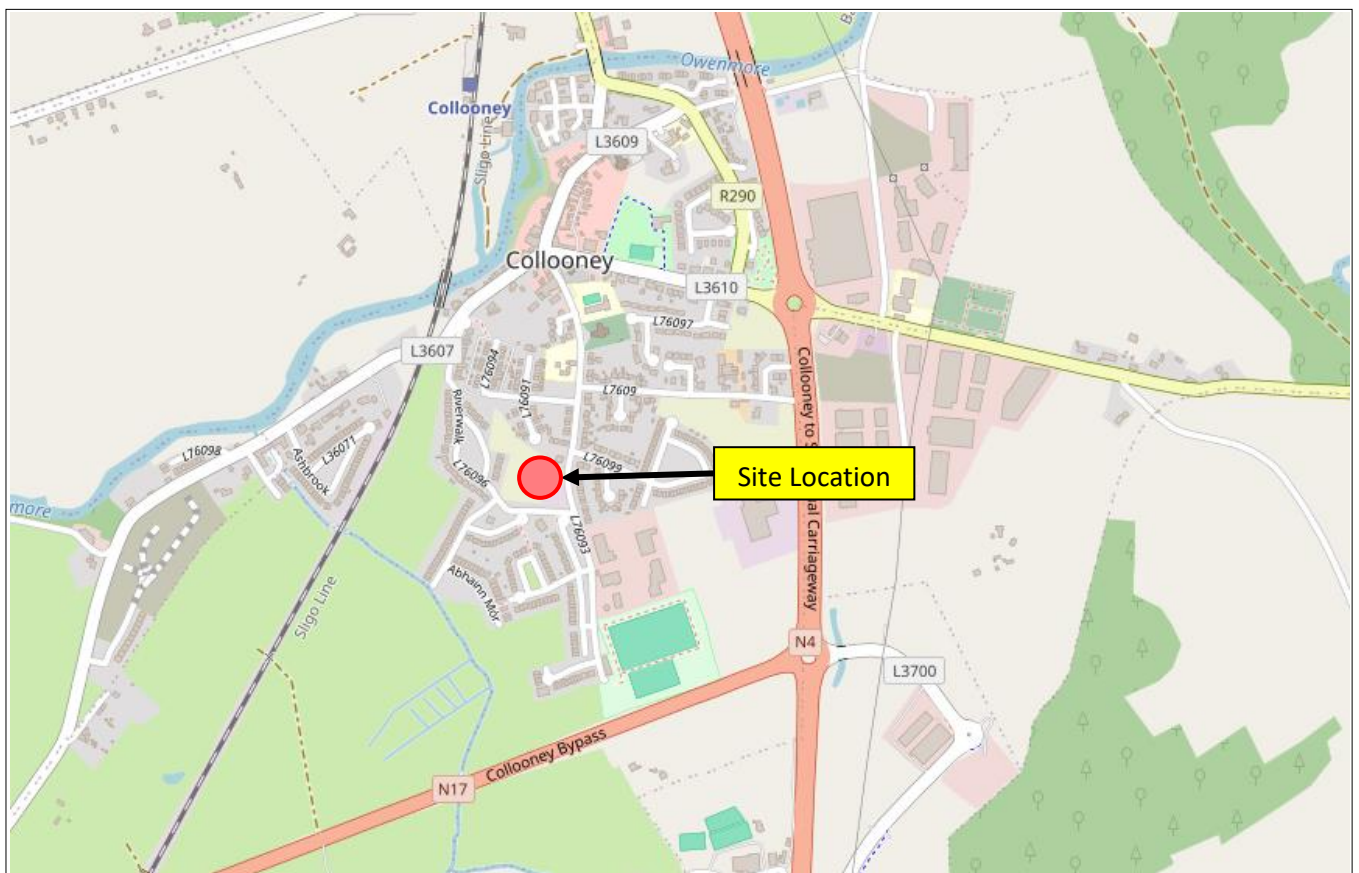 Owenmore
Collooney
Sligo Line
L3609
R290
Collooney
L3610
L76097
L3607
L76094
L76091
L7609
Riverwalk
L76098
L36071
Ashbrook
L76096
L76099
Site Location
Collooney to S
al Carriageway
more
L76093
Abhainn Mór
Sligo Line
N4
L3700
Collooney Bypass
N17